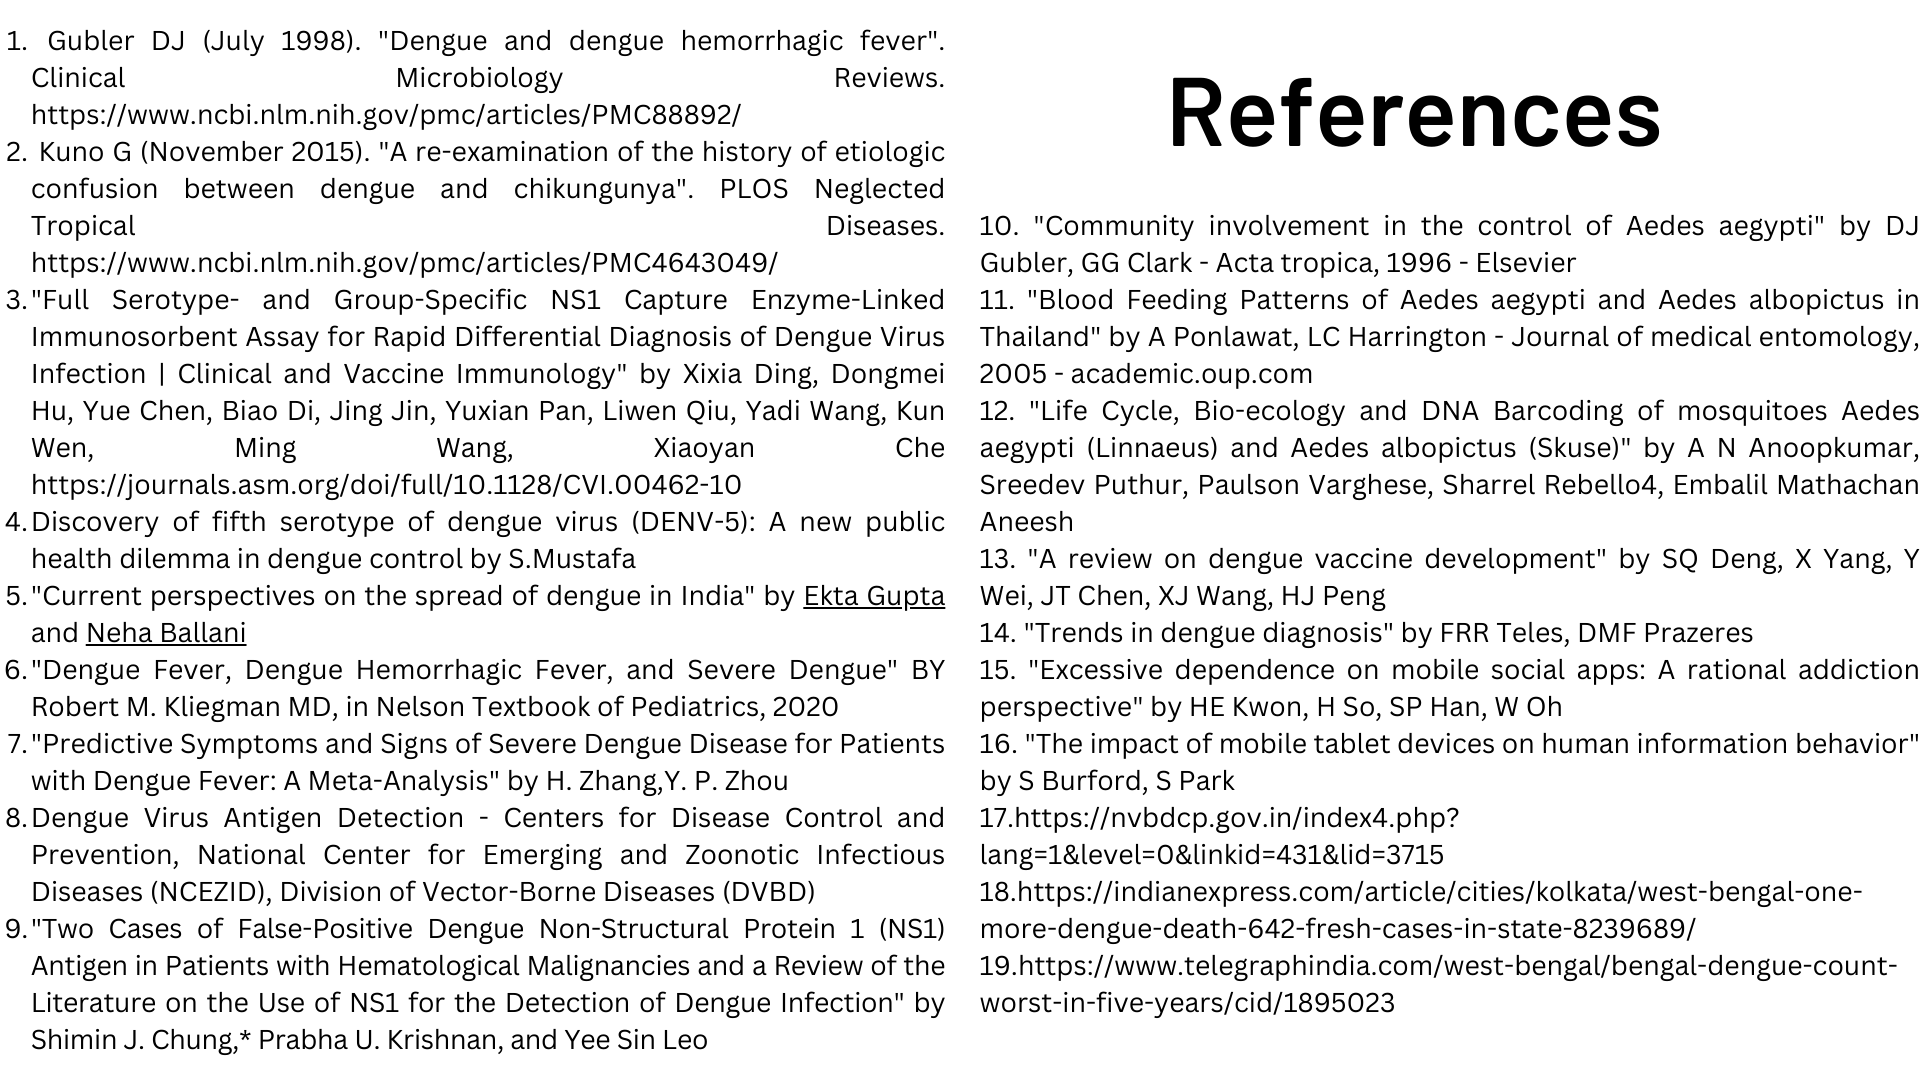 1. Gubler DJ (July 1998). "Dengue and dengue hemorrhagic fever".
Clinical Microbiology Reviews.
https://www.ncbi.nlm.nih.gov/pmc/articles/PMC88892/
2. Kuno G (November 2015). "A re-examination of the history of etiologic
confusion between dengue and chikungunya". PLOS Neglected
Tropical Diseases.
https://www.ncbi.nlm.nih.gov/pmc/articles/PMC4643049/
3. "Full Serotype- and Group-Specific NS1 Capture Enzyme-Linked
Immunosorbent Assay for Rapid Differential Diagnosis of Dengue Virus
Infection | Clinical and Vaccine Immunology" by Xixia Ding, Dongmei
Hu, Yue Chen, Biao Di, Jing Jin, Yuxian Pan, Liwen Qiu, Yadi Wang, Kun
Wen, Ming Wang, Xiaoyan Che
https://journals.asm.org/doi/full/10.1128/CVI.00462-10
4. Discovery of fifth serotype of dengue virus (DENV-5): A new public
health dilemma in dengue control by S.Mustafa
5. "Current perspectives on the spread of dengue in India" by Ekta Gupta
and Neha Ballani
6. "Dengue Fever, Dengue Hemorrhagic Fever, and Severe Dengue" BY
Robert M. Kliegman MD, in Nelson Textbook of Pediatrics, 2020
7. "Predictive Symptoms and Signs of Severe Dengue Disease for Patients
with Dengue Fever: A Meta-Analysis" by H. Zhang,Y. P. Zhou
8. Dengue Virus Antigen Detection - Centers for Disease Control and
Prevention, National Center for Emerging and Zoonotic Infectious
Diseases (NCEZID), Division of Vector-Borne Diseases (DVBD)
9. "Two Cases of False-Positive Dengue Non-Structural Protein 1 (NS1)
Antigen in Patients with Hematological Malignancies and a Review of the
Literature on the Use of NS1 for the Detection of Dengue Infection" by
Shimin J. Chung,* Prabha U. Krishnan, and Yee Sin Leo
References
10. "Community involvement in the control of Aedes aegypti" by DJ
Gubler, GG Clark - Acta tropica, 1996 - Elsevier
11. "Blood Feeding Patterns of Aedes aegypti and Aedes albopictus in
Thailand" by A Ponlawat, LC Harrington - Journal of medical entomology,
2005 - academic.oup.com
12. "Life Cycle, Bio-ecology and DNA Barcoding of mosquitoes Aedes
aegypti (Linnaeus) and Aedes albopictus (Skuse)" by A N Anoopkumar,
Sreedev Puthur, Paulson Varghese, Sharrel Rebello4, Embalil Mathachan
Aneesh
13. "A review on dengue vaccine development" by SQ Deng, X Yang, Y
Wei, JT Chen, XJ Wang, HJ Peng
14. "Trends in dengue diagnosis" by FRR Teles, DMF Prazeres
15. "Excessive dependence on mobile social apps: A rational addiction
perspective" by HE Kwon, H So, SP Han, W Oh
16. "The impact of mobile tablet devices on human information behavior"
by S Burford, S Park
17.https://nvbdcp.gov.in/index4.php?
lang=1&level=0&linkid=431&lid=3715
18.https://indianexpress.com/article/cities/kolkata/west-bengal-one-
more-dengue-death-642-fresh-cases-in-state-8239689/
19.https://www.telegraphindia.com/west-bengal/bengal-dengue-count-
worst-in-five-years/cid/1895023